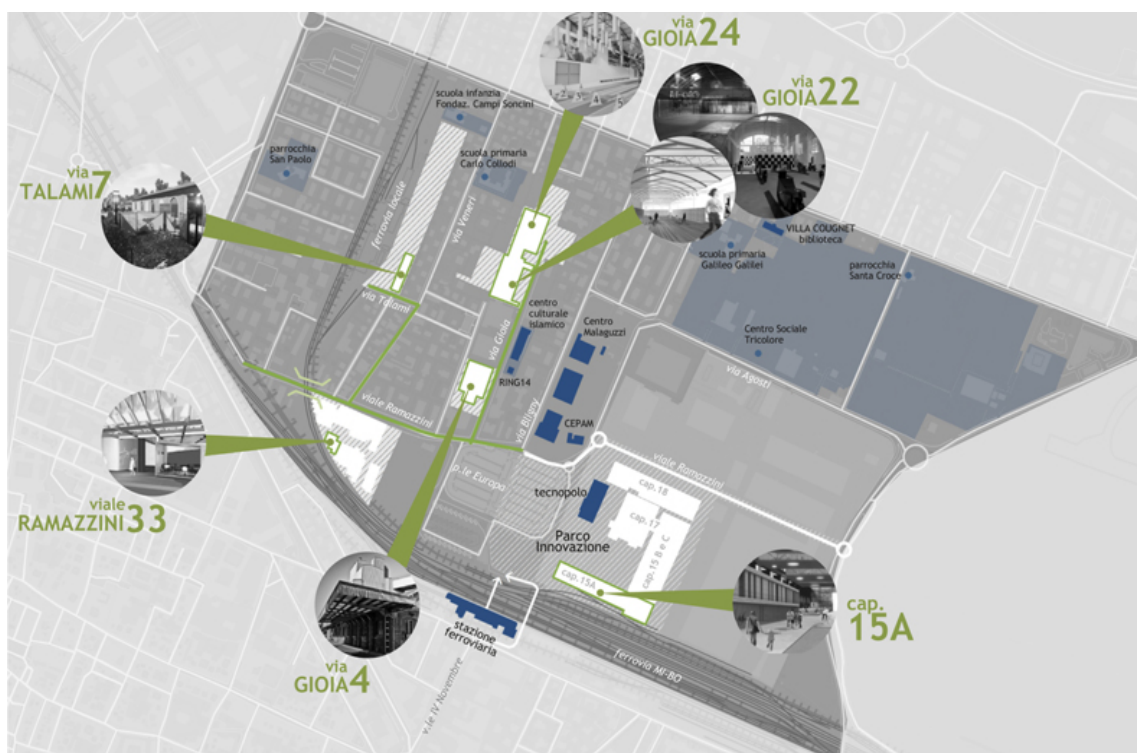 via
GIOIA24
via
GIOIA22
scuola infanzia
Fondaz. Campi Soncini
parrocchia
San Paolo
scuola primaria
Carlo Collodi
via
TALAMI7
ferrovia locale
via Veneri
VILLA COUGNET
biblioteca
scuola primaria
Galileo Galilei
parrocchia
Santa Croce
via Talami
via Gioia
centro
culturale
islamico
Centro
Malaguzzi
Centro Sociale
Tricolore
RING14
via Agosti
viale Ramazzini
via Bligny
CEPAM
viale Ramazzini
viale
RAMAZZINI33
p.le Europa
tecnopolo
cap.18
cap.17
Parco
Innovazione
cap.15 B e C
cap.15A
cap.
15A
stazione
ferroviaria
via
GIOIA4
ferrovia MI-BO
v.le IV Novembre